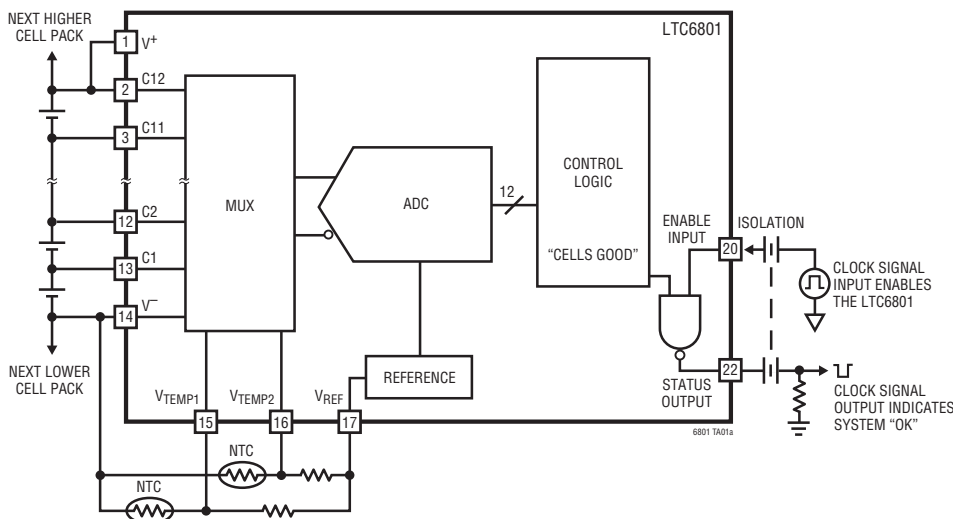 NEXT HIGHER
CELL PACK
LTC6801
1
V+
2
C12
3
C11
12
C2
13
C1
14
V–
MUX
ADC
12
CONTROL
LOGIC
“CELLS GOOD”
REFERENCE
ENABLE
INPUT
ISOLATION
20
CLOCK SIGNAL
INPUT ENABLES
THE LTC6801
STATUS
OUTPUT
22
CLOCK SIGNAL
OUTPUT INDICATES
SYSTEM “OK”
6801 TA01a
NEXT LOWER
CELL PACK
VTEMP1
VTEMP2
VREF
15
16
17
NTC
NTC